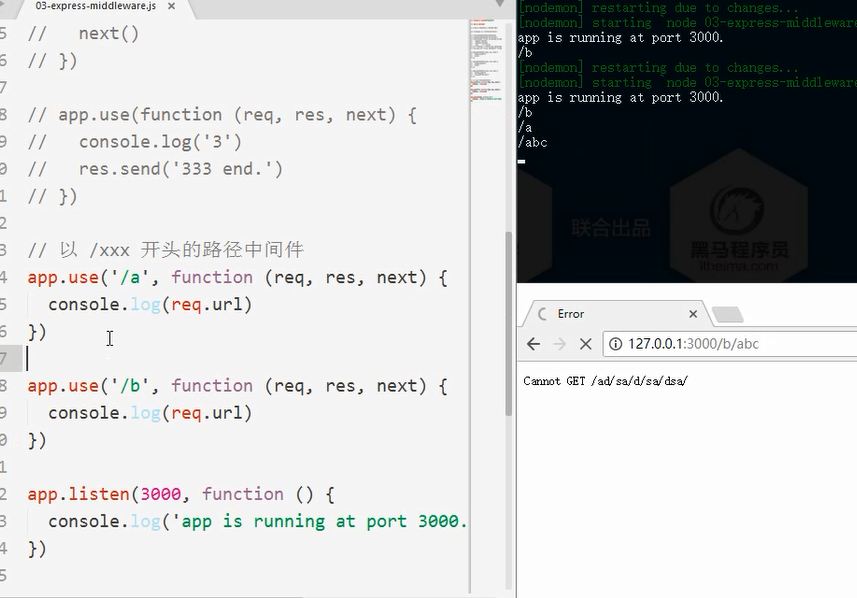 03-express-middleware.js ×
5 //   next()
6 // })
7
8 // app.use(function (req, res, next) {
9 //   console.log('3')
0 //   res.send('333 end.')
1 // })
2
3 // 以 /xxx 开头的路径中间件
4 app.use('/a', function (req, res, next) {
5   console.log(req.url)
6 })
7
8 app.use('/b', function (req, res, next) {
9   console.log(req.url)
0 })
1
2 app.listen(3000, function () {
3   console.log('app is running at port 3000.
4 })
5
[nodemon] restarting due to changes...
[nodemon] starting  node 03-express-middleware
app is running at port 3000.
/b
[nodemon] restarting due to changes...
[nodemon] starting  node 03-express-middleware
app is running at port 3000.
/b
/a
/abc
联合出品
黑马程序员
itheima.com
Error ×
127.0.0.1:3000/b/abc
Cannot GET /ad/sa/d/sa/dsa/